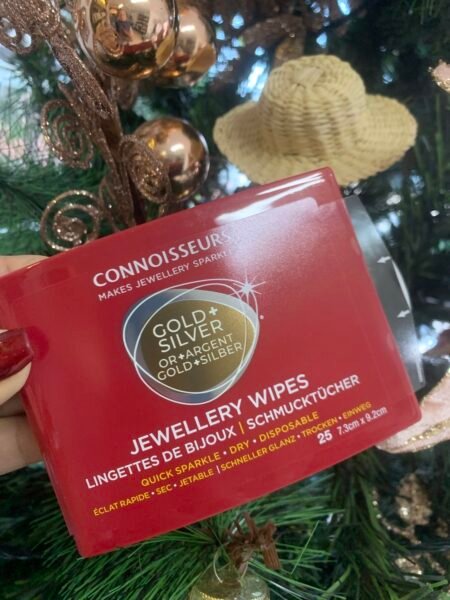 CONNOISSEURS
MAKES JEWELLERY SPARKLE
GOLD+
SILVER
OR+ARGENT
GOLD+SILBER
JEWELLERY WIPES
LINGETTES DE BIJOUX | SCHMUCKTÜCHER
QUICK SPARKLE • DRY • DISPOSABLE
ÉCLAT RAPIDE • SEC • JETABLE | SCHNELLER GLANZ • TROCKEN • EINWEG
25 7.3cm x 9.2cm